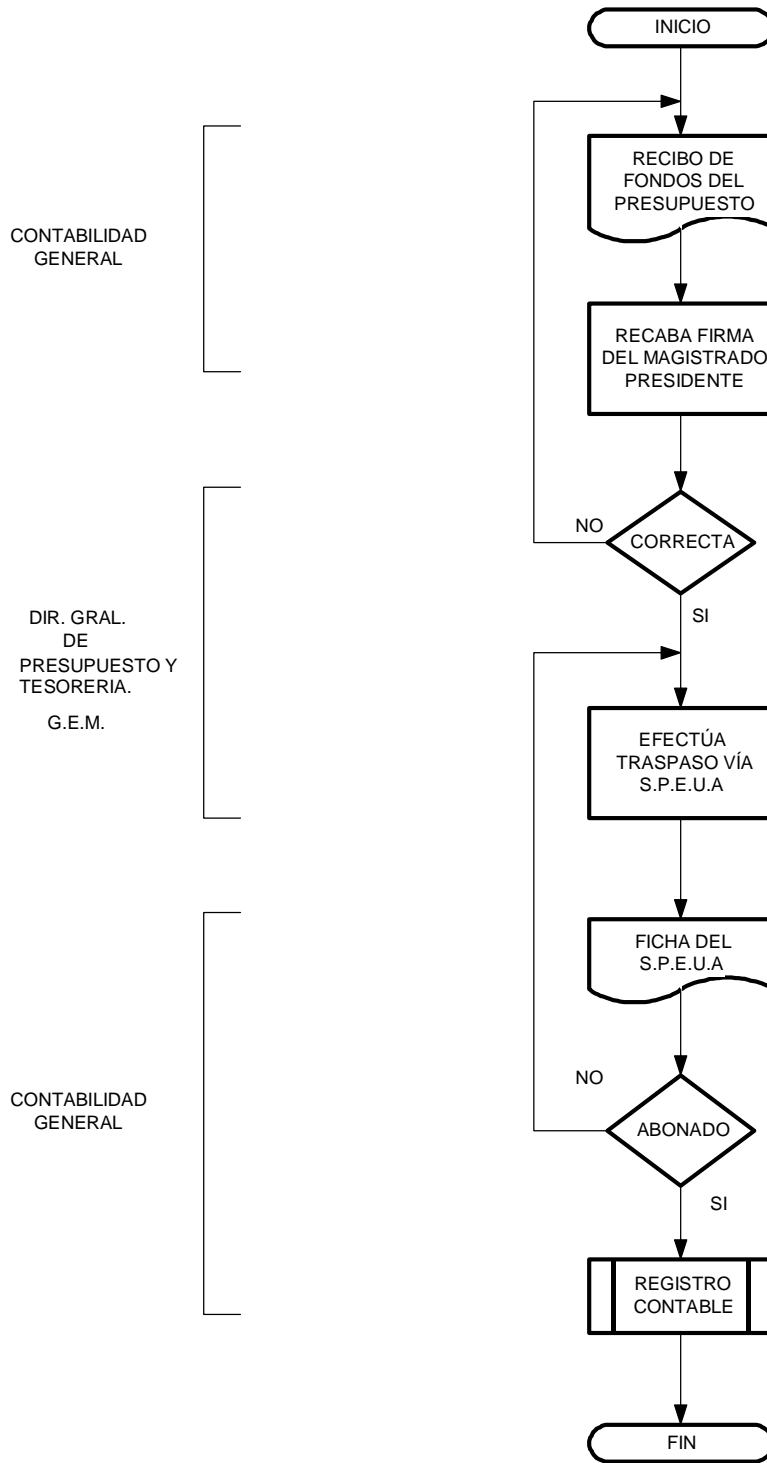 INICIO
RECIBO DE
FONDOS DEL
PRESUPUESTO
CONTABILIDAD
GENERAL
RECABA FIRMA
DEL MAGISTRADO
PRESIDENTE
NO
CORRECTA
SI
DIR. GRAL.
DE
PRESUPUESTO Y
TESORERIA.
G.E.M.
EFECTÚA
TRASPASO VÍA
S.P.E.U.A
FICHA DEL
S.P.E.U.A
NO
CONTABILIDAD
GENERAL
ABONADO
SI
REGISTRO
CONTABLE
FIN